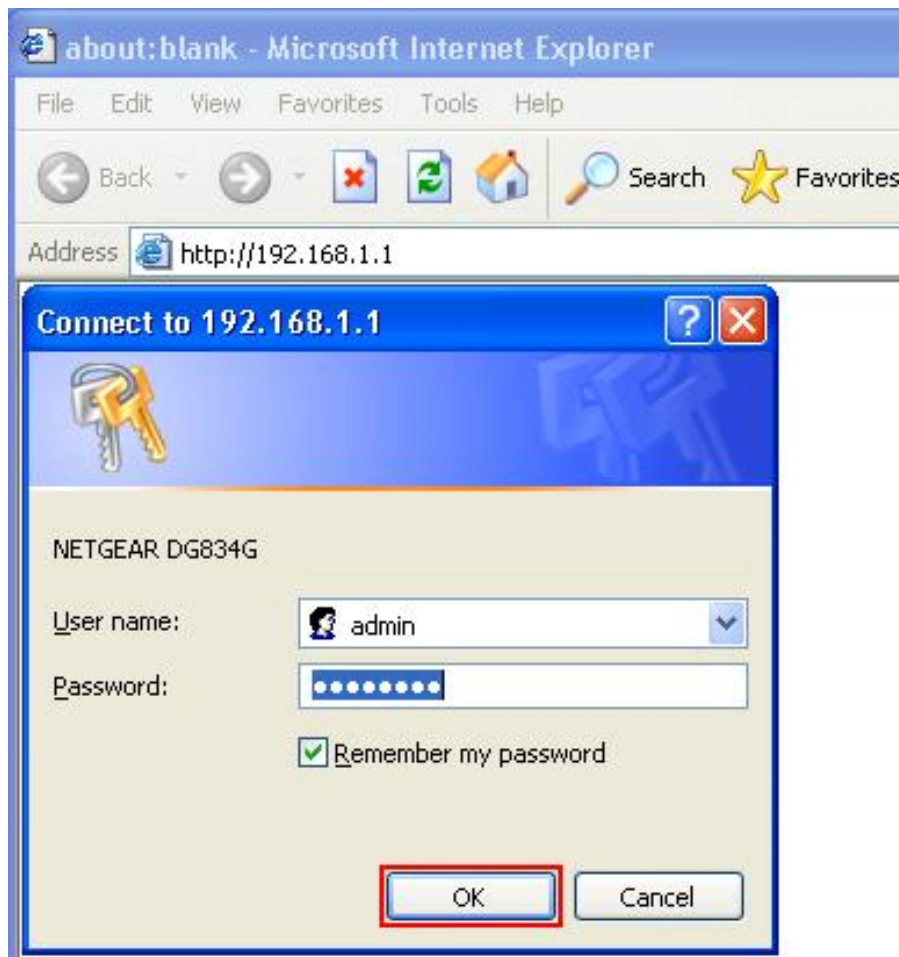 about:blank - Microsoft Internet Explorer
File Edit View Favorites Tools Help
Back Search Favorites
Address http://192.168.1.1
Connect to 192.168.1.1
NETGEAR DG834G
User name: admin
Password: ••••••••
Remember my password
OK Cancel